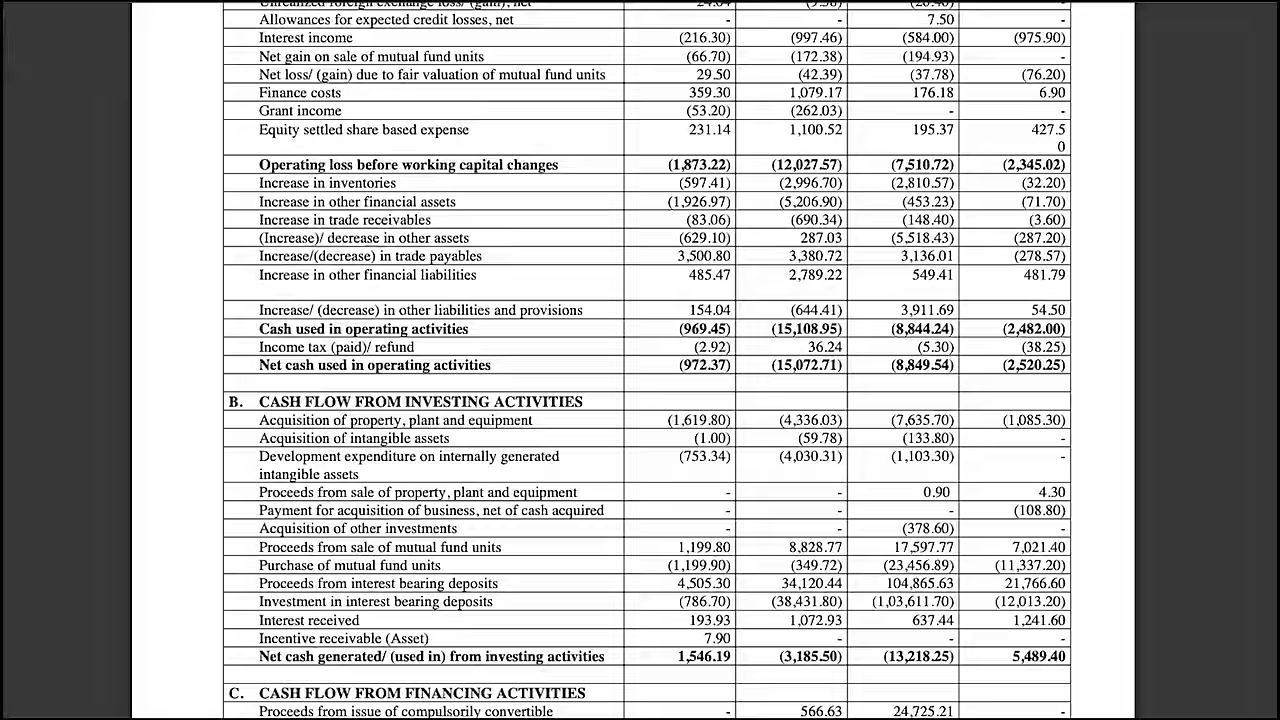 Unrealized foreign exchange loss/ (gain), net 24.04 (9.38) (20.40) -
Allowances for expected credit losses, net - - 7.50 -
Interest income (216.30) (997.46) (584.00) (975.90)
Net gain on sale of mutual fund units (66.70) (172.38) (194.93) -
Net loss/ (gain) due to fair valuation of mutual fund units 29.50 (42.39) (37.78) (76.20)
Finance costs 359.30 1,079.17 176.18 6.90
Grant income (53.20) (262.03) - -
Equity settled share based expense 231.14 1,100.52 195.37 427.5
0
Operating loss before working capital changes (1,873.22) (12,027.57) (7,510.72) (2,345.02)
Increase in inventories (597.41) (2,996.70) (2,810.57) (32.20)
Increase in other financial assets (1,926.97) (5,206.90) (453.23) (71.70)
Increase in trade receivables (83.06) (690.34) (148.40) (3.60)
(Increase)/ decrease in other assets (629.10) 287.03 (5,518.43) (287.20)
Increase/(decrease) in trade payables 3,500.80 3,380.72 3,136.01 (278.57)
Increase in other financial liabilities 485.47 2,789.22 549.41 481.79
Increase/ (decrease) in other liabilities and provisions 154.04 (644.41) 3,911.69 54.50
Cash used in operating activities (969.45) (15,108.95) (8,844.24) (2,482.00)
Income tax (paid)/ refund (2.92) 36.24 (5.30) (38.25)
Net cash used in operating activities (972.37) (15,072.71) (8,849.54) (2,520.25)
B. CASH FLOW FROM INVESTING ACTIVITIES
Acquisition of property, plant and equipment (1,619.80) (4,336.03) (7,635.70) (1,085.30)
Acquisition of intangible assets (1.00) (59.78) (133.80) -
Development expenditure on internally generated (753.34) (4,030.31) (1,103.30) -
intangible assets
Proceeds from sale of property, plant and equipment - - 0.90 4.30
Payment for acquisition of business, net of cash acquired - - - (108.80)
Acquisition of other investments - - (378.60) -
Proceeds from sale of mutual fund units 1,199.80 8,828.77 17,597.77 7,021.40
Purchase of mutual fund units (1,199.90) (349.72) (23,456.89) (11,337.20)
Proceeds from interest bearing deposits 4,505.30 34,120.44 104,865.63 21,766.60
Investment in interest bearing deposits (786.70) (38,431.80) (1,03,611.70) (12,013.20)
Interest received 193.93 1,072.93 637.44 1,241.60
Incentive receivable (Asset) 7.90 - - -
Net cash generated/ (used in) from investing activities 1,546.19 (3,185.50) (13,218.25) 5,489.40
C. CASH FLOW FROM FINANCING ACTIVITIES
Proceeds from issue of compulsorily convertible - 566.63 24,725.21 -